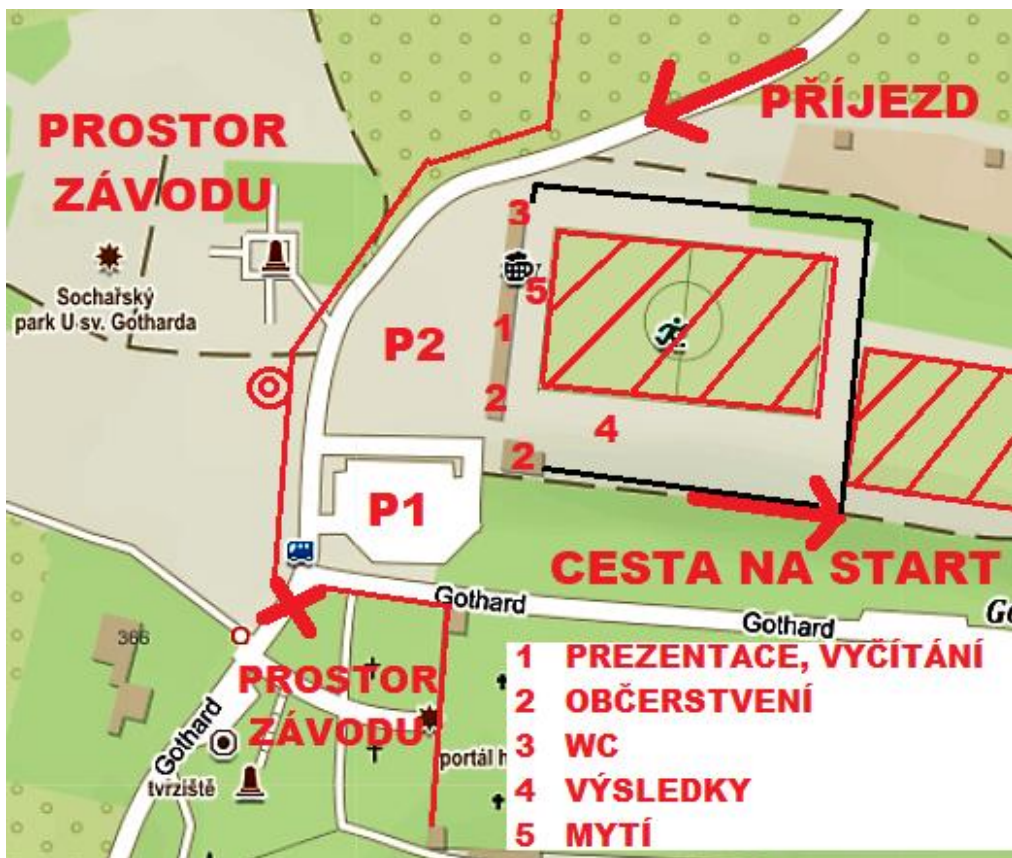 PŘÍJEZD
PROSTOR
ZÁVODU
3
Sochařský
park U sv. Gotharda
5
1
P2
2
4
2
P1
CESTA NA START
Gothard
Gothard
366
PROSTOR
ZÁVODU
Gothard
tvrziště
portál h
1 PREZENTACE, VYČÍTÁNÍ
2 OBČERSTVENÍ
3 WC
4 VÝSLEDKY
5 MYTÍ